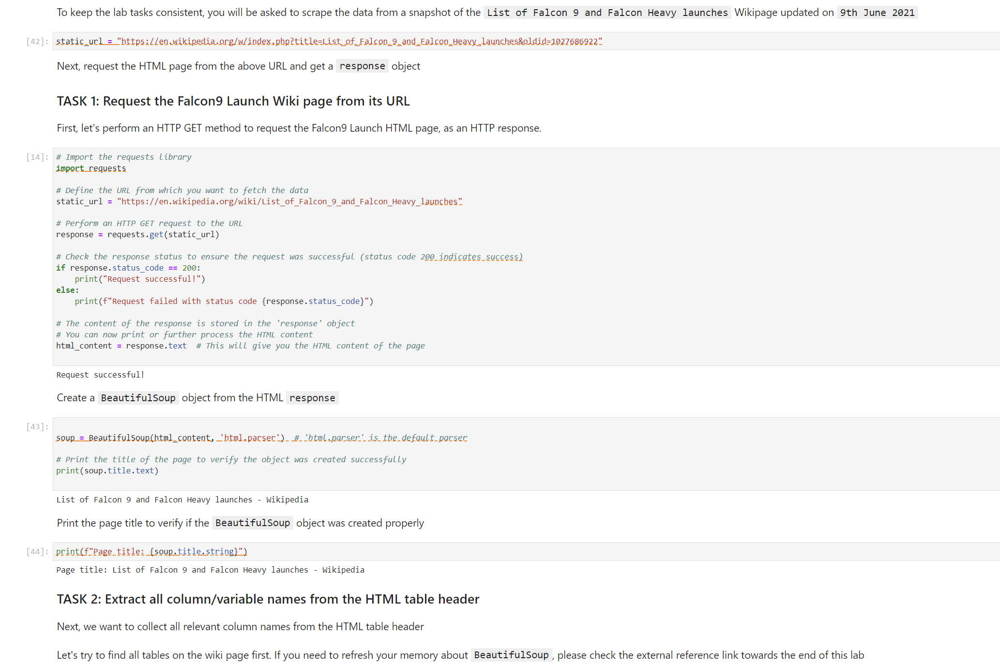 To keep the lab tasks consistent, you will be asked to scrape the data from a snapshot of the List of Falcon 9 and Falcon Heavy launches Wikipage updated on 9th June 2021
[42]: static_url = "https://en.wikipedia.org/w/index.php?title=List_of_Falcon_9_and_Falcon_Heavy_launches&oldid=1027686922"
Next, request the HTML page from the above URL and get a response object
TASK 1: Request the Falcon9 Launch Wiki page from its URL
First, let's perform an HTTP GET method to request the Falcon9 Launch HTML page, as an HTTP response.
[14]: # Import the requests library
import requests
# Define the URL from which you want to fetch the data
static_url = "https://en.wikipedia.org/wiki/List_of_Falcon_9_and_Falcon_Heavy_launches"
# Perform an HTTP GET request to the URL
response = requests.get(static_url)
# Check the response status to ensure the request was successful (status code 200 indicates success)
if response.status_code == 200:
    print("Request successful!")
else:
    print(f"Request failed with status code {response.status_code}")
# The content of the response is stored in the 'response' object
# You can now print or further process the HTML content
html_content = response.text  # This will give you the HTML content of the page
Request successful!
Create a BeautifulSoup object from the HTML response
[43]:
soup = BeautifulSoup(html_content, 'html.parser')  # 'html.parser' is the default parser
# Print the title of the page to verify the object was created successfully
print(soup.title.text)
List of Falcon 9 and Falcon Heavy launches - Wikipedia
Print the page title to verify if the BeautifulSoup object was created properly
[44]: print(f"Page title: {soup.title.string}")
Page title: List of Falcon 9 and Falcon Heavy launches - Wikipedia
TASK 2: Extract all column/variable names from the HTML table header
Next, we want to collect all relevant column names from the HTML table header
Let's try to find all tables on the wiki page first. If you need to refresh your memory about BeautifulSoup, please check the external reference link towards the end of this lab